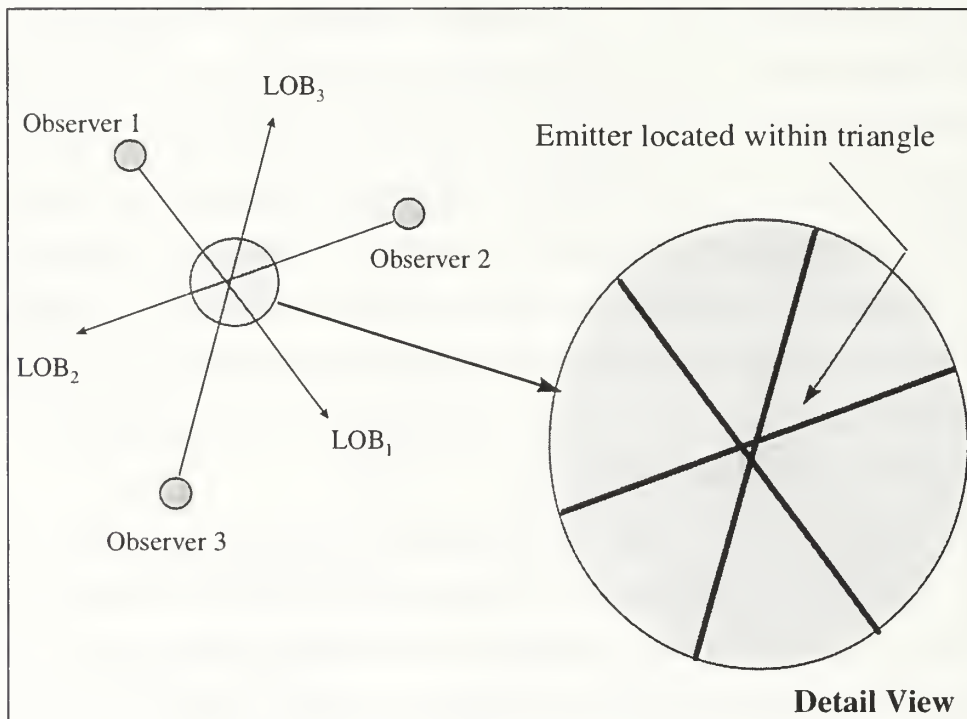 LOB₃
Observer 1
Emitter located within triangle
Observer 2
LOB₂
LOB₁
Observer 3
Detail View